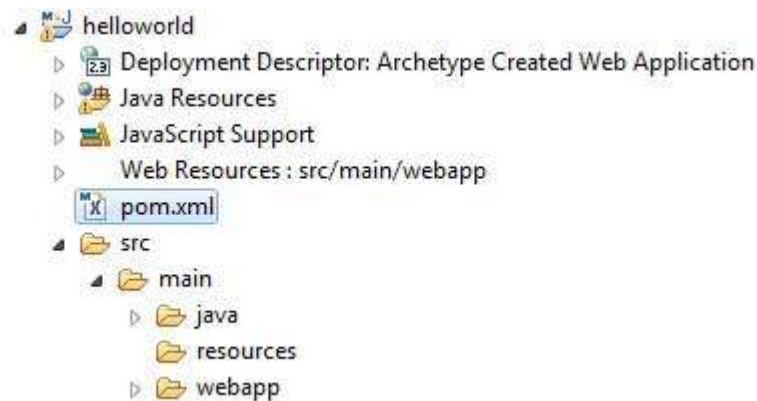 helloworld
Deployment Descriptor: Archetype Created Web Application
Java Resources
JavaScript Support
Web Resources : src/main/webapp
pom.xml
src
main
java
resources
webapp